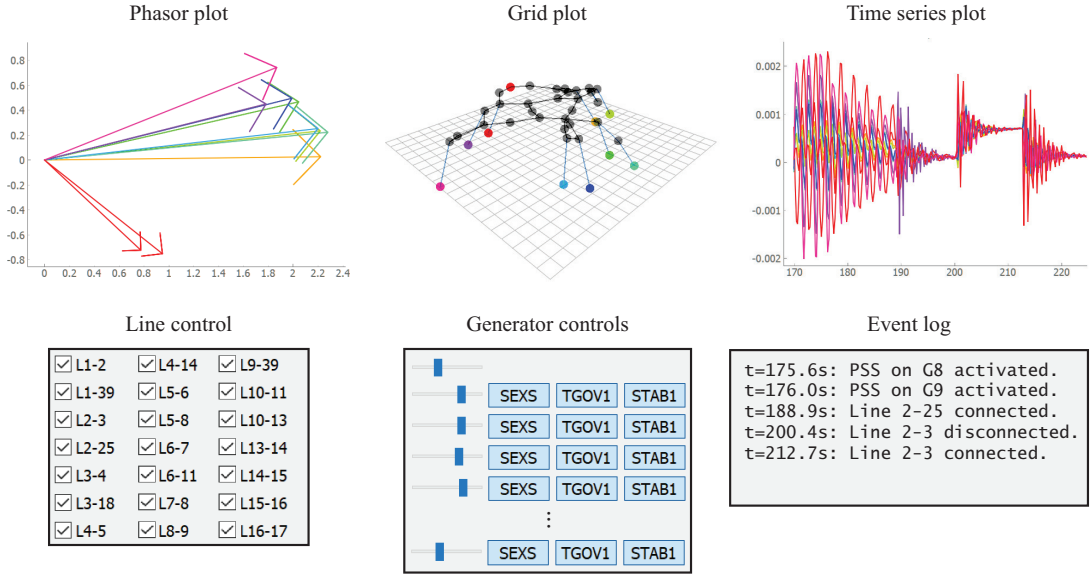 Phasor plot
Grid plot
Time series plot
0.8
0.6
0.4
0.2
0
-0.2
-0.4
-0.6
-0.8
0 0.2 0.4 0.6 0.8 1 1.2 1.4 1.6 1.8 2 2.2 2.4
0.002
0.001
0
-0.001
-0.002
170 180 190 200 210 220
Line control
L1-2 L4-14 L9-39
L1-39 L5-6 L10-11
L2-3 L5-8 L10-13
L2-25 L6-7 L13-14
L3-4 L6-11 L14-15
L3-18 L7-8 L15-16
L4-5 L8-9 L16-17
Generator controls
SEXS TGOV1 STAB1
SEXS TGOV1 STAB1
SEXS TGOV1 STAB1
SEXS TGOV1 STAB1
⋮
SEXS TGOV1 STAB1
Event log
t=175.6s: PSS on G8 activated.
t=176.0s: PSS on G9 activated.
t=188.9s: Line 2-25 connected.
t=200.4s: Line 2-3 disconnected.
t=212.7s: Line 2-3 connected.